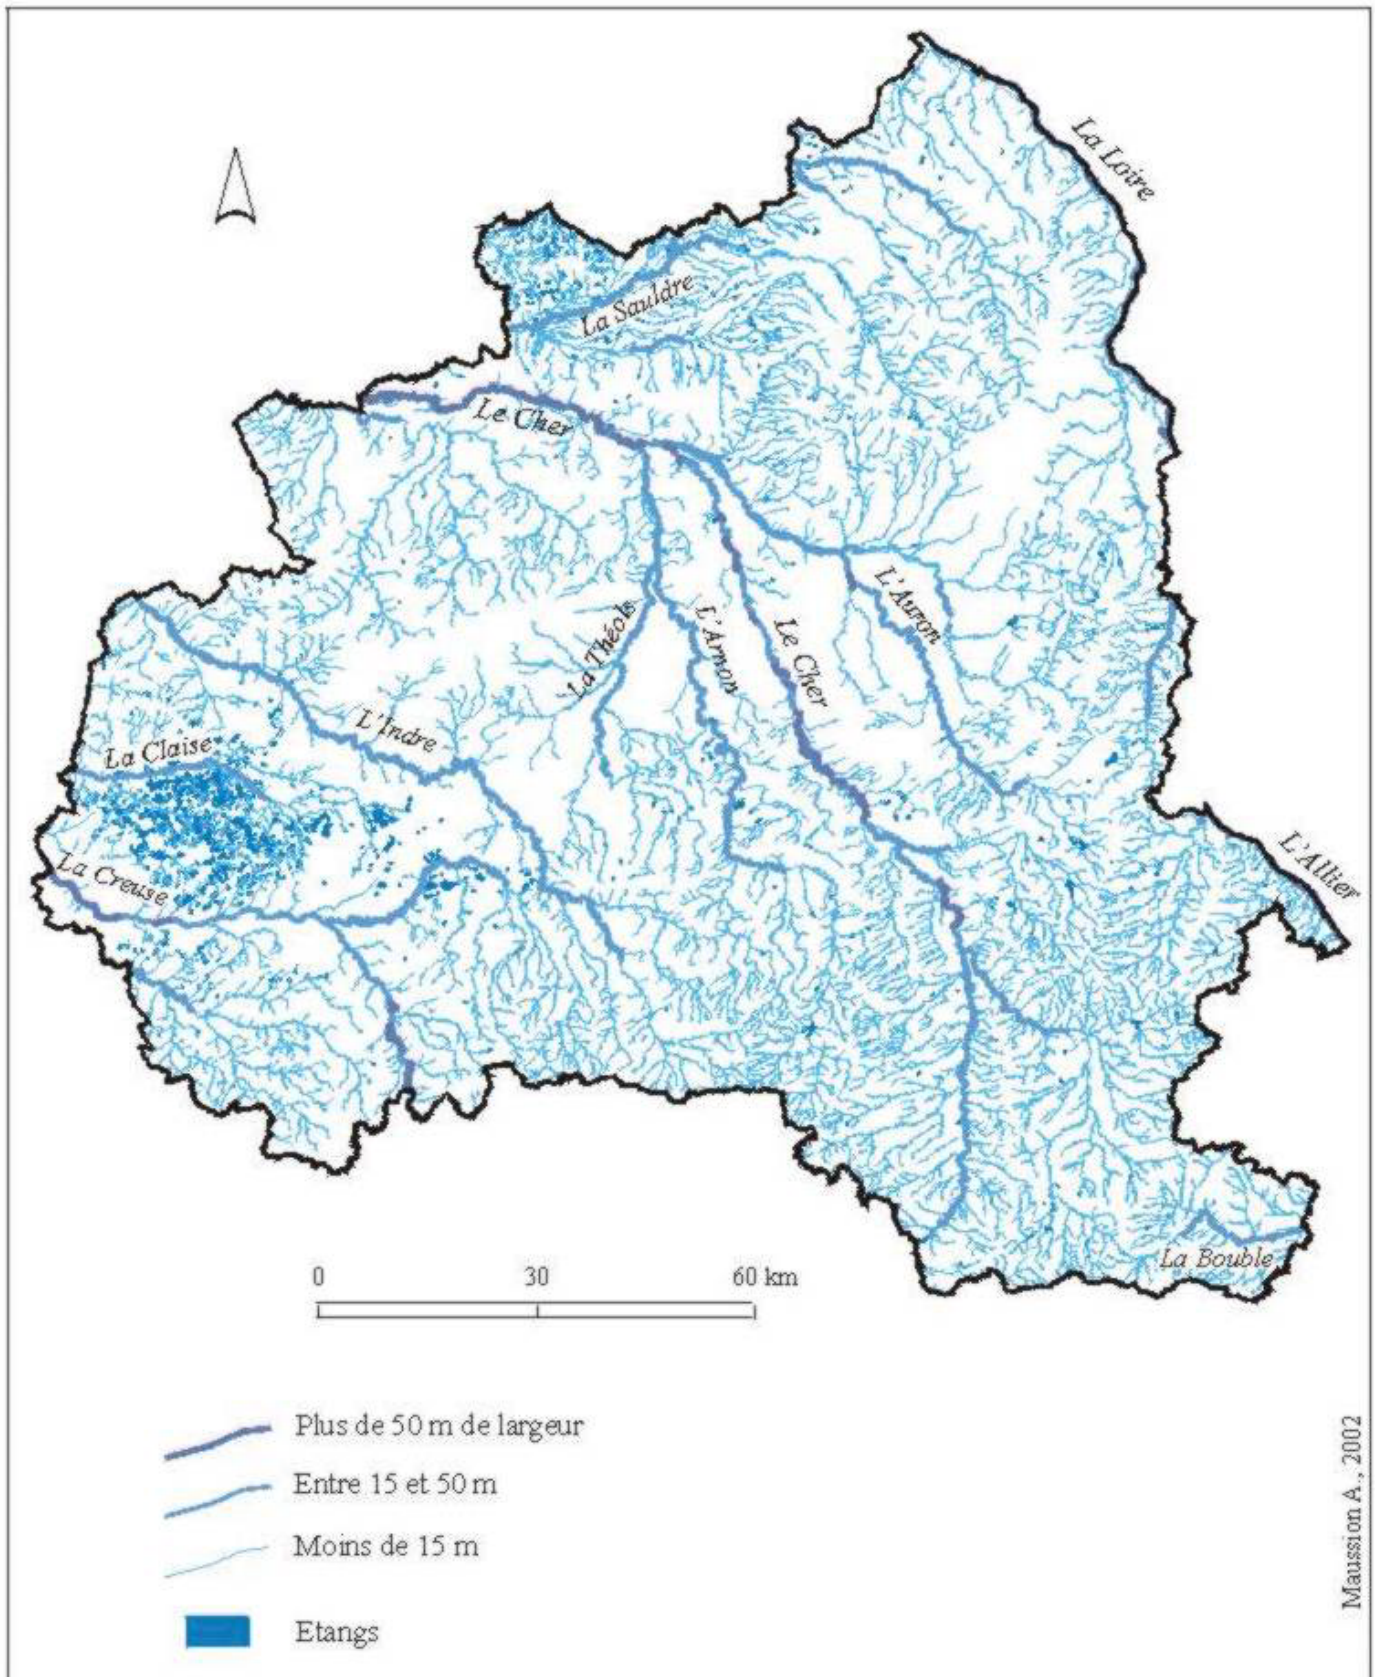 La Loire
La Sauldre
Le Cher
L'Auron
La Théols
L'Arnon
Le Cher
L'Indre
La Claise
La Creuse
L'Allier
La Bouble
0 30 60 km
Plus de 50 m de largeur
Entre 15 et 50 m
Moins de 15 m
Etangs
Maussion A., 2002